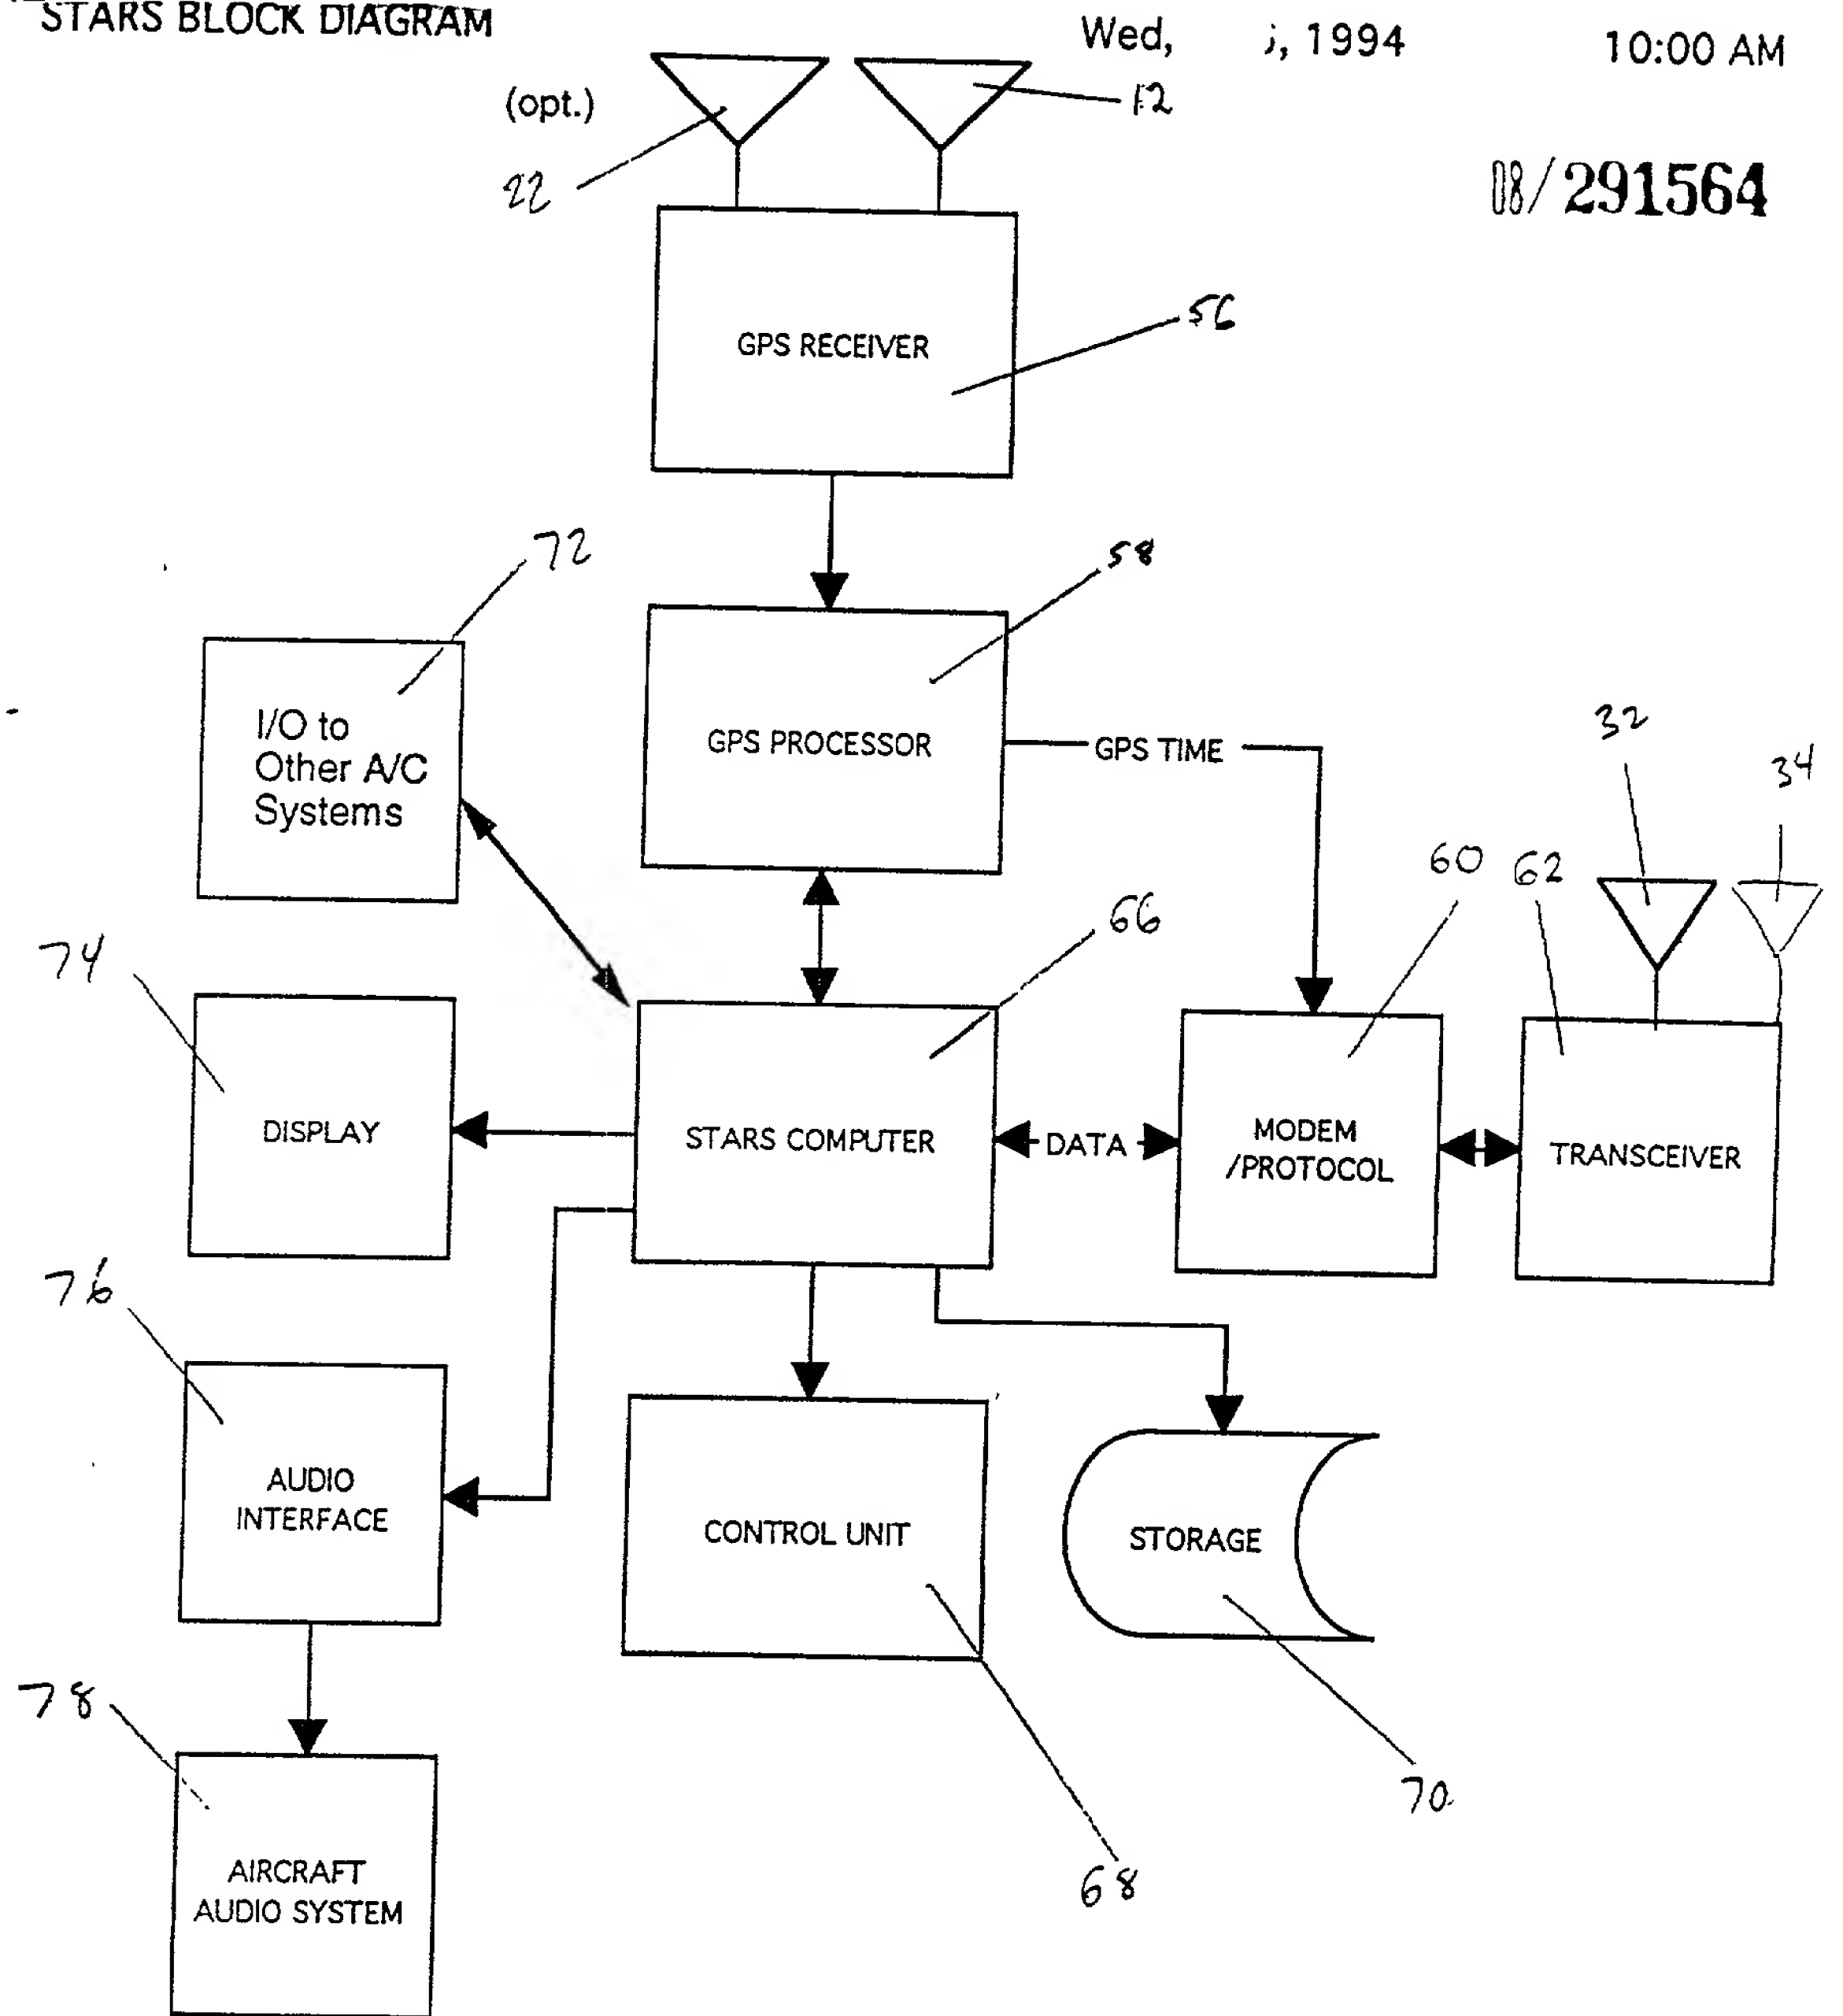 STARS BLOCK DIAGRAM
Wed, ;, 1994 10:00 AM
(opt.)
12
22
08/291564
GPS RECEIVER
56
72
58
I/O to
Other A/C
Systems
GPS PROCESSOR
GPS TIME
32
34
60
62
66
74
DISPLAY
STARS COMPUTER
DATA
MODEM
/PROTOCOL
TRANSCEIVER
76
AUDIO
INTERFACE
CONTROL UNIT
STORAGE
78
70
68
AIRCRAFT
AUDIO SYSTEM